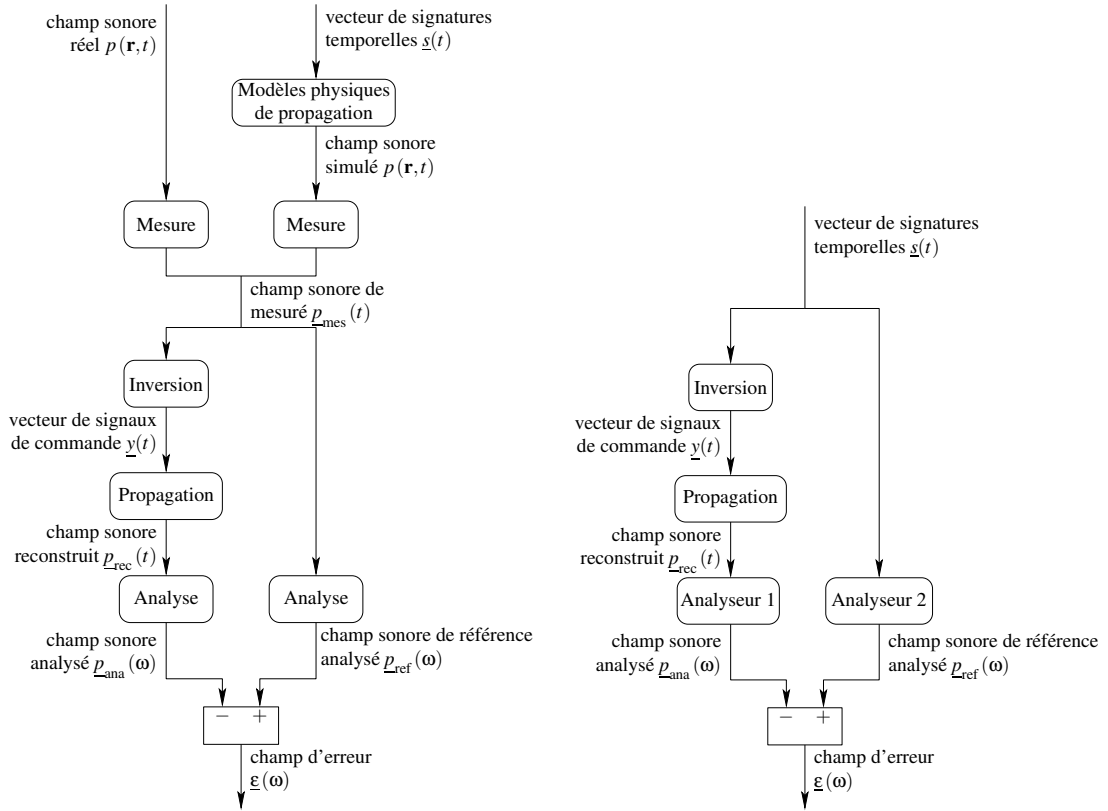 champ sonore
réel p(r,t)
vecteur de signatures
temporelles s(t)
Modèles physiques
de propagation
champ sonore
simulé p(r,t)
Mesure
Mesure
champ sonore de
mesuré p_mes(t)
Inversion
vecteur de signaux
de commande y(t)
Propagation
champ sonore
reconstruit p_rec(t)
Analyse
Analyse
champ sonore
analysé p_ana(ω)
champ sonore de référence
analysé p_ref(ω)
− +
champ d'erreur
ε(ω)
vecteur de signatures
temporelles s(t)
Inversion
vecteur de signaux
de commande y(t)
Propagation
champ sonore
reconstruit p_rec(t)
Analyseur 1
Analyseur 2
champ sonore
analysé p_ana(ω)
champ sonore de référence
analysé p_ref(ω)
− +
champ d'erreur
ε(ω)